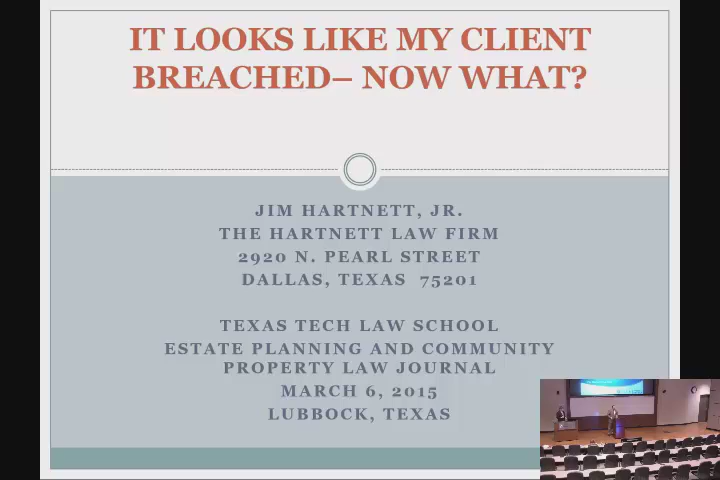 IT LOOKS LIKE MY CLIENT
BREACHED– NOW WHAT?
JIM HARTNETT, JR.
THE HARTNETT LAW FIRM
2920 N. PEARL STREET
DALLAS, TEXAS 75201
TEXAS TECH LAW SCHOOL
ESTATE PLANNING AND COMMUNITY
PROPERTY LAW JOURNAL
MARCH 6, 2015
LUBBOCK, TEXAS